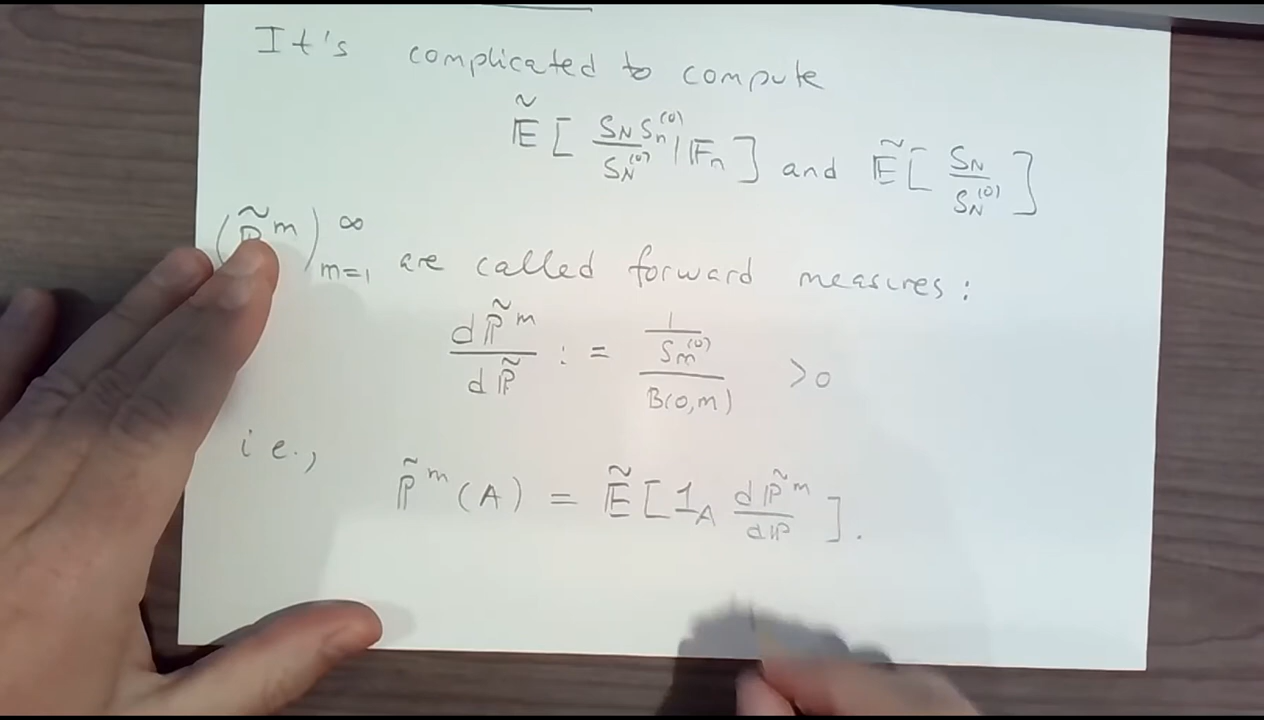 It's complicated to compute
Ẽ[ S_N S_n^(0) / S_N^(0) | F_n ] and Ẽ[ S_N / S_N^(0) ]
(P̃^m)_{m=1}^∞ are called forward measures:
dP̃^m / dP̃ := (1 / S_m^(0)) / B(0,m) >0
ie., P̃^m (A) = Ẽ[1_A dP̃^m / dP].